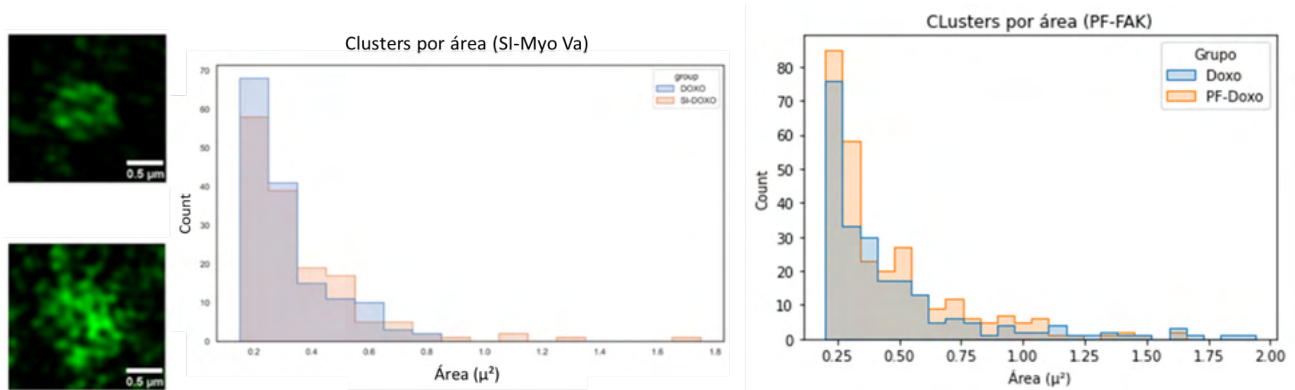 0.5 µm
0.5 µm
Clusters por área (SI-Myo Va)
group
DOXO
SI-DOXO
Count
70
60
50
40
30
20
10
0
0.2 0.4 0.6 0.8 1.0 1.2 1.4 1.6 1.8
Área (µ²)
CLusters por área (PF-FAK)
Grupo
Doxo
PF-Doxo
Count
80
70
60
50
40
30
20
10
0
0.25 0.50 0.75 1.00 1.25 1.50 1.75 2.00
Área (µ²)